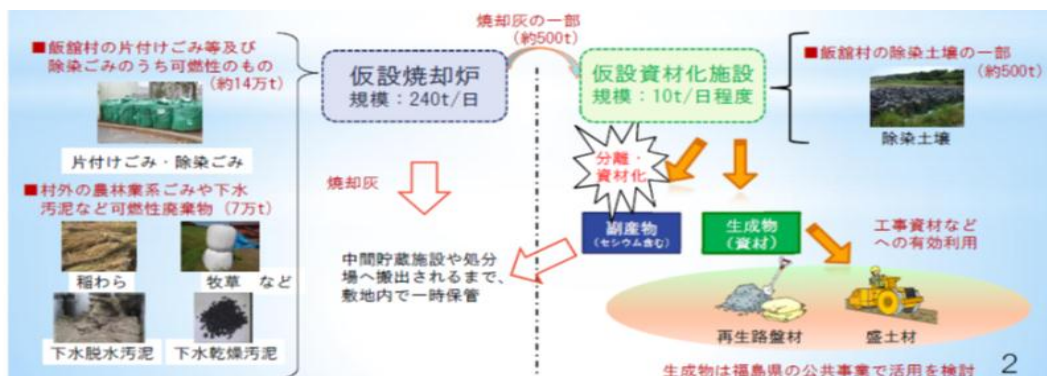 ■飯舘村の片付けごみ等及び
除染ごみのうち可燃性のもの
(約14万t)
片付けごみ・除染ごみ
■村外の農林業系ごみや下水
汚泥など可燃性廃棄物(7万t)
稲わら
牧草 など
下水脱水汚泥
下水乾燥汚泥
仮設焼却炉
規模:240t/日
焼却灰の一部
(約500t)
仮設資材化施設
規模:10t/日程度
■飯舘村の除染土壌の一部
(約500t)
除染土壌
焼却灰
中間貯蔵施設や処分
場へ搬出されるまで、
敷地内で一時保管
分離・
資材化
副産物
(セシウム含む)
生成物
(資材)
工事資材など
への有効利用
再生路盤材
盛土材
生成物は福島県の公共事業で活用を検討
2